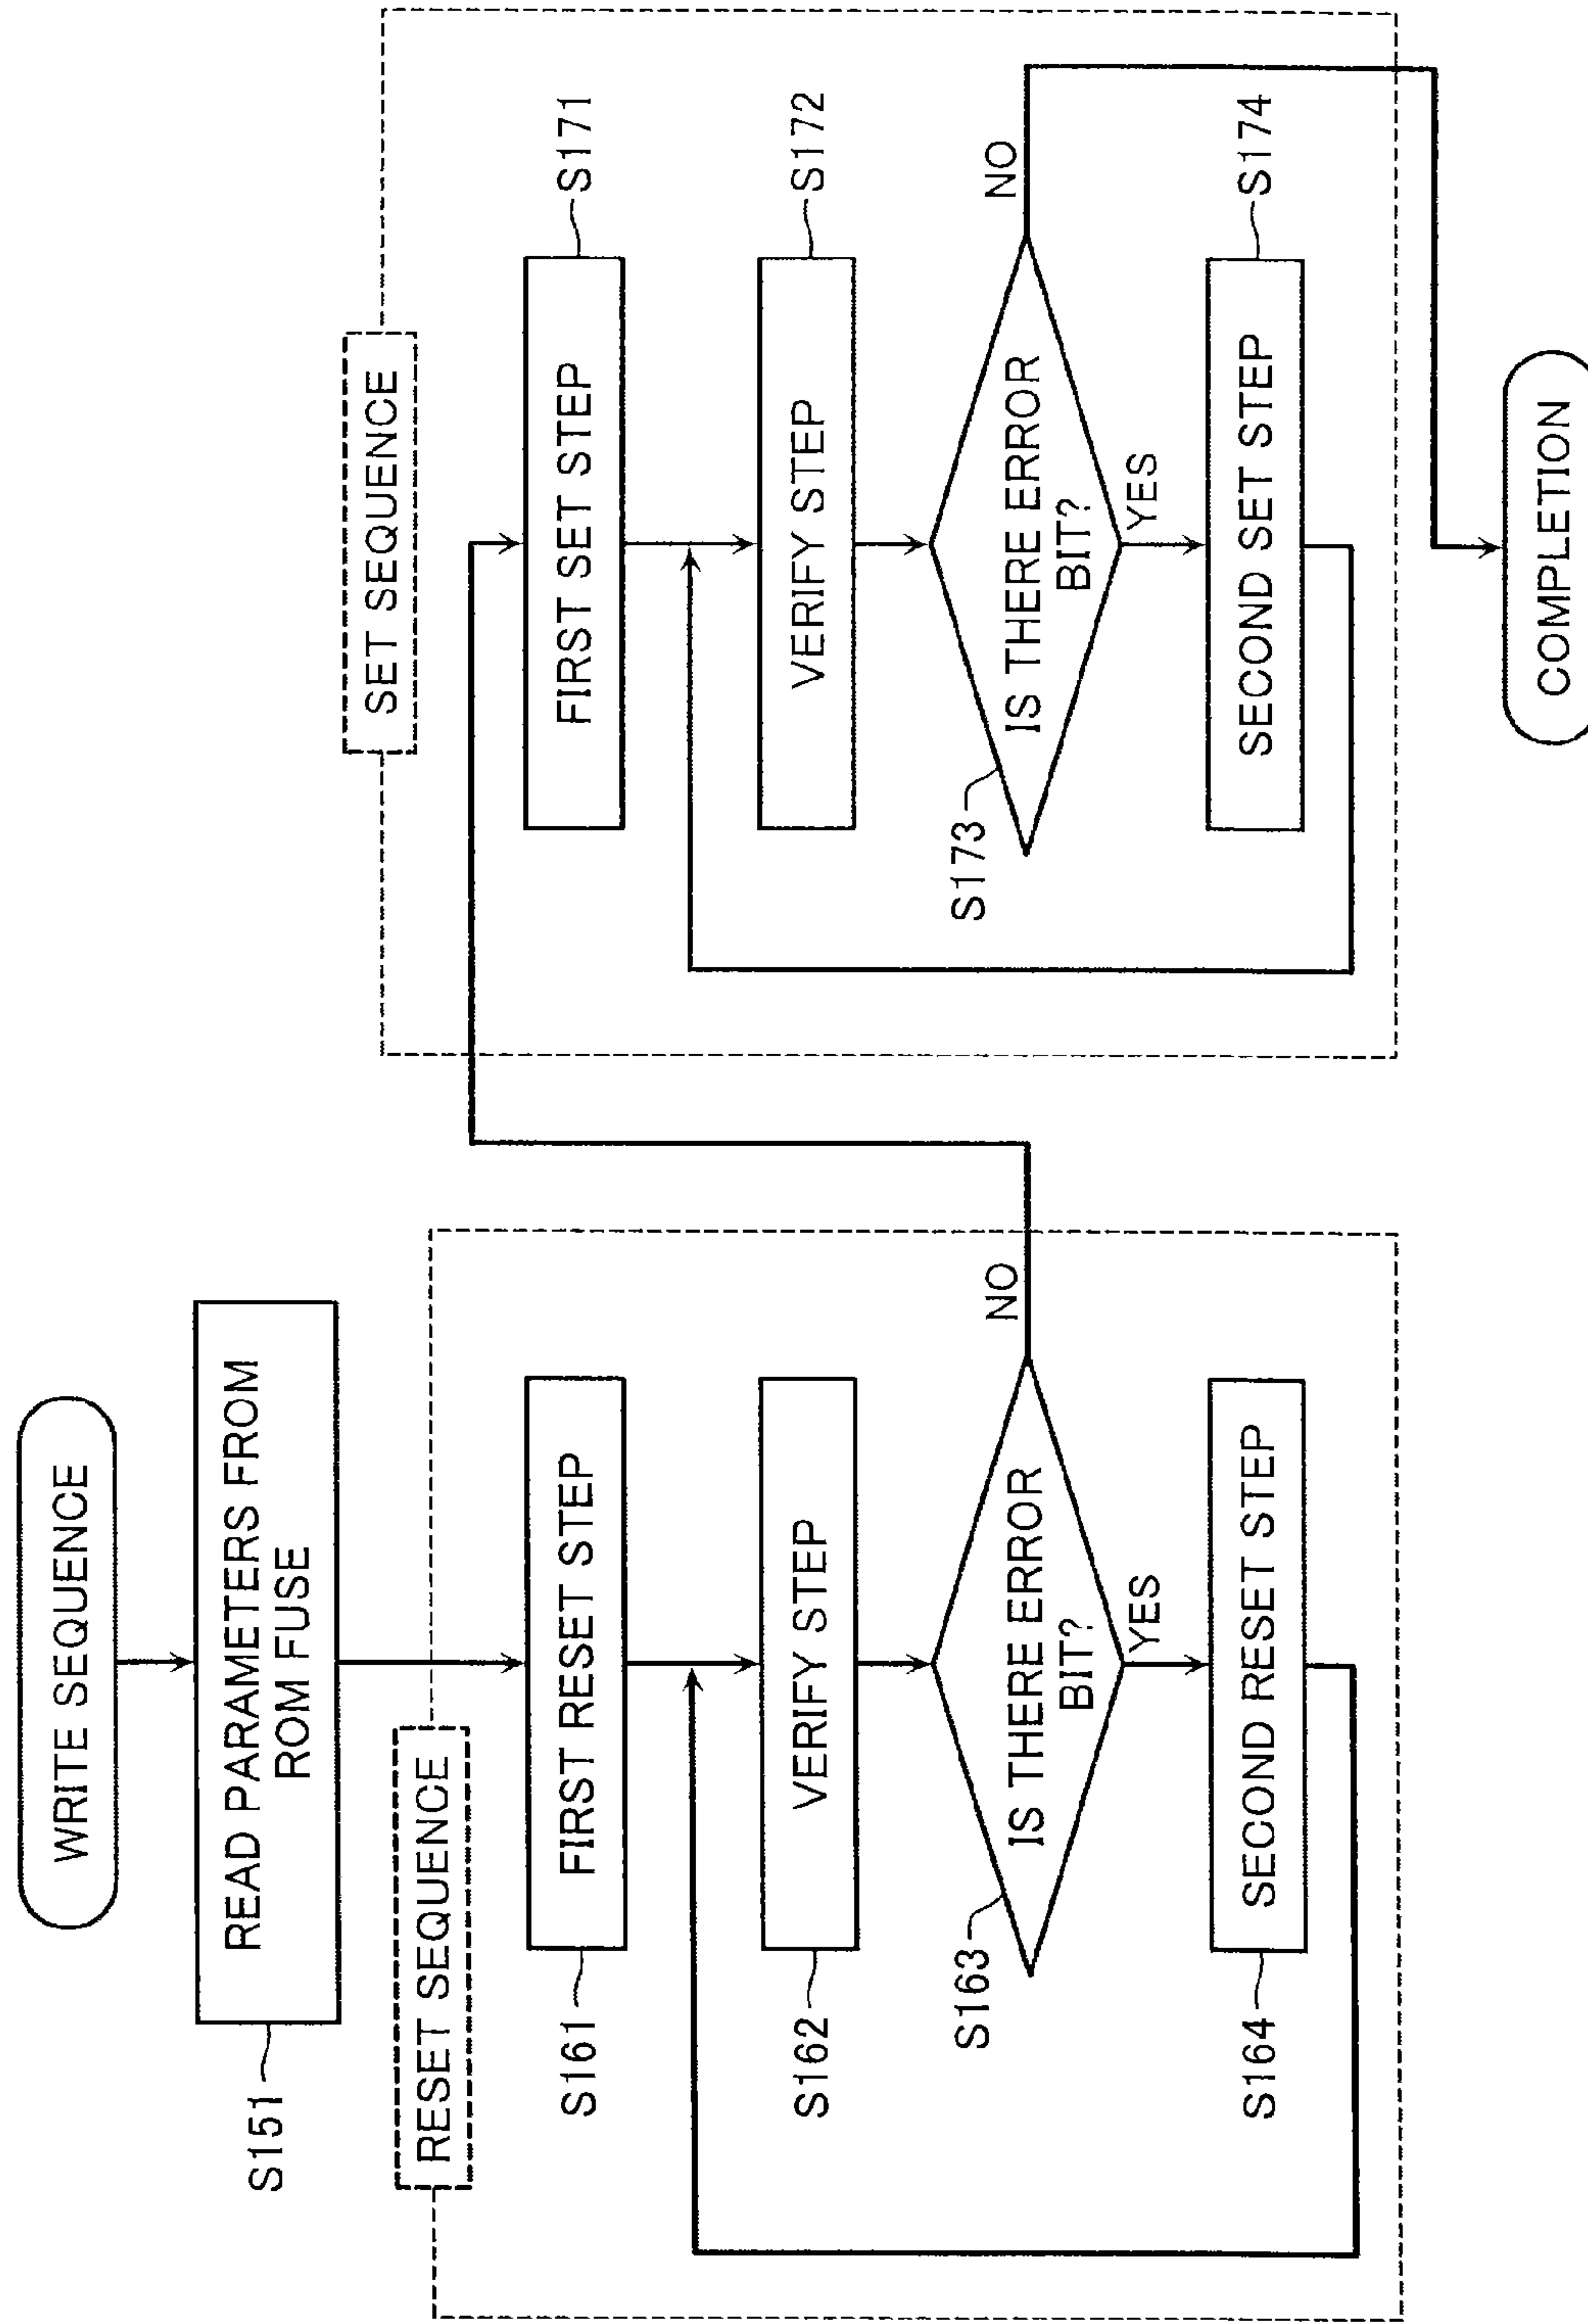 WRITE SEQUENCE
READ PARAMETERS FROM
ROM FUSE
S151
RESET SEQUENCE
FIRST RESET STEP
S161
VERIFY STEP
S162
IS THERE ERROR
BIT?
S163
NO
YES
SECOND RESET STEP
S164
SET SEQUENCE
FIRST SET STEP
S171
VERIFY STEP
S172
IS THERE ERROR
BIT?
S173
NO
YES
SECOND SET STEP
S174
COMPLETION